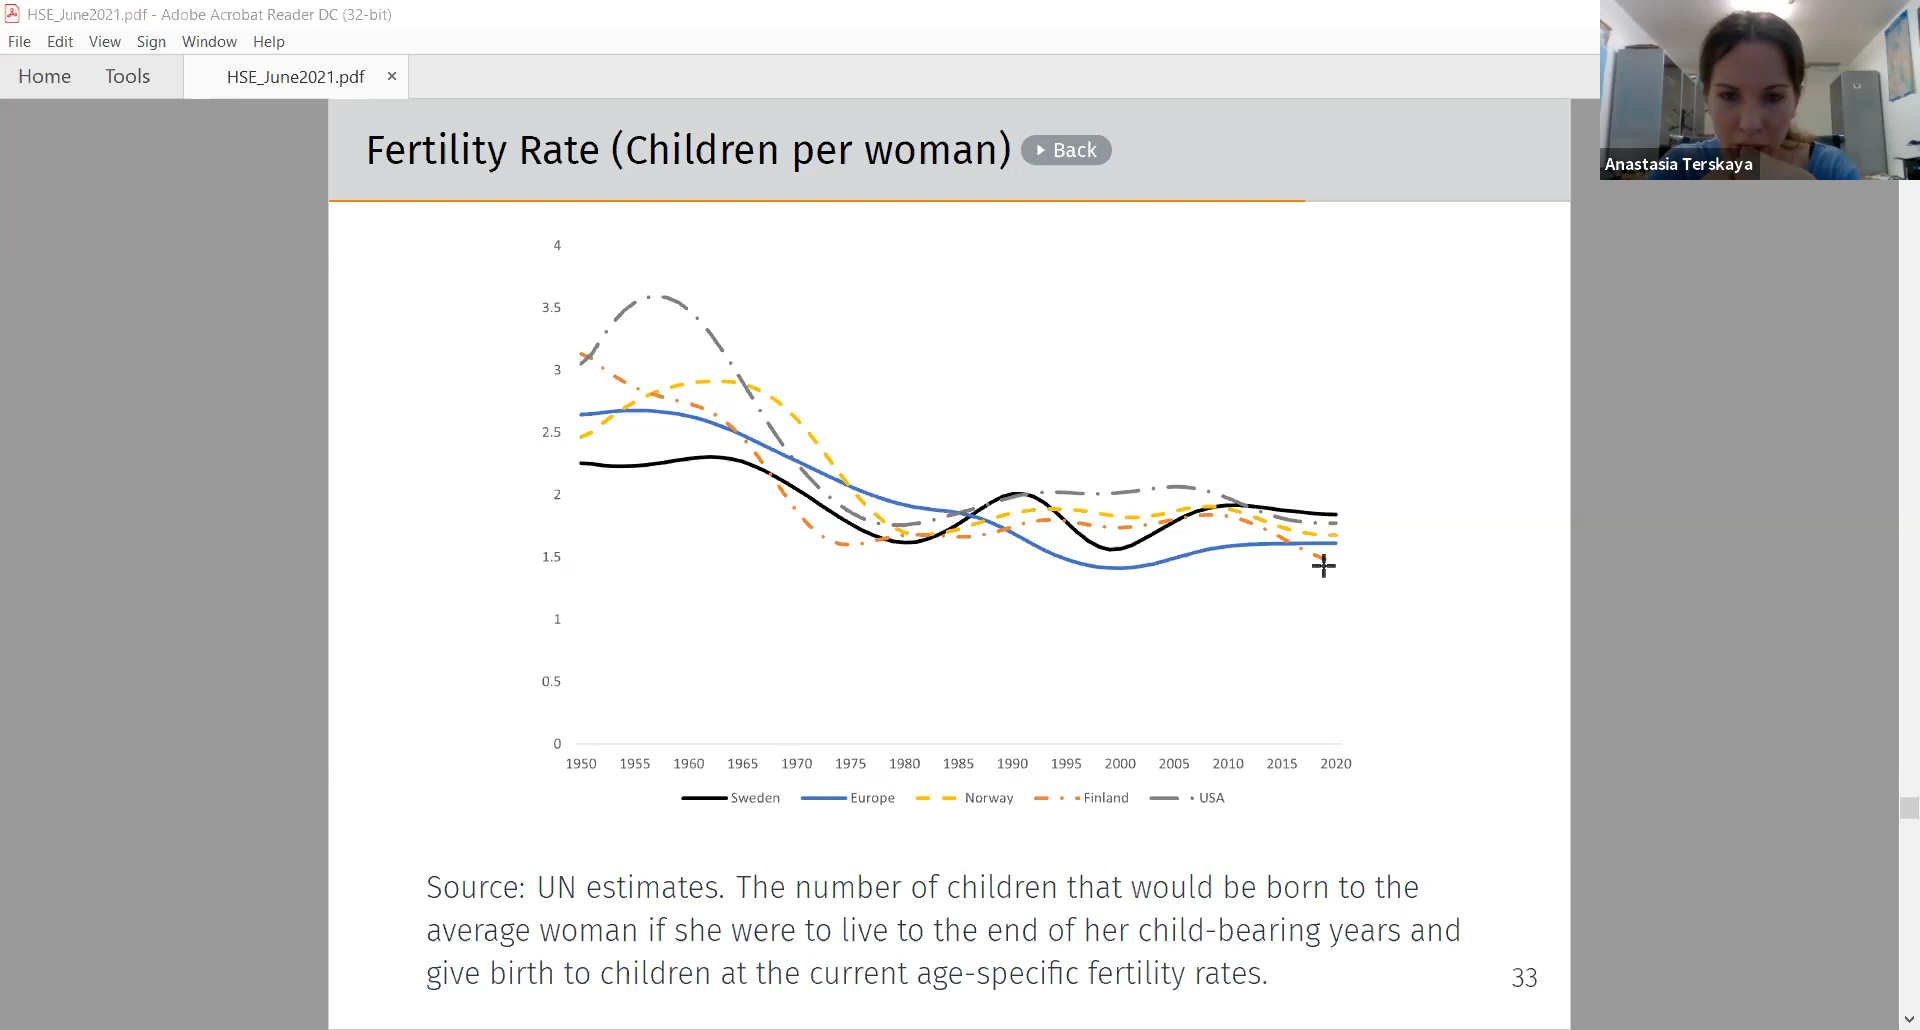 HSE_June2021.pdf - Adobe Acrobat Reader DC (32-bit)
File Edit View Sign Window Help
Home Tools HSE_June2021.pdf ×
Anastasia Terskaya
Fertility Rate (Children per woman) Back
4
3.5
3
2.5
2
1.5
1
0.5
0
1950 1955 1960 1965 1970 1975 1980 1985 1990 1995 2000 2005 2010 2015 2020
Sweden Europe Norway Finland USA
Source: UN estimates. The number of children that would be born to the
average woman if she were to live to the end of her child-bearing years and
give birth to children at the current age-specific fertility rates.
33